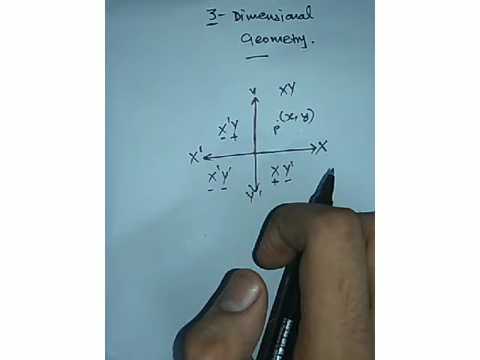 3- Dimensional
Geometry.
Y
XY
X'Y
- +
P (x, y)
X'
X
X'Y'
- -
XY'
+ -
Y'